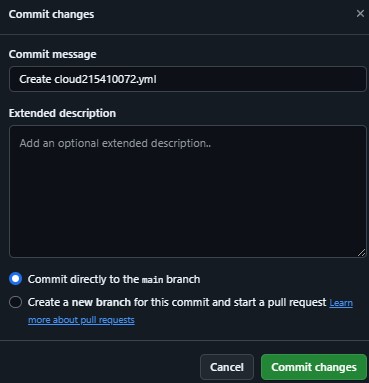 Commit changes
Commit message
Create cloud215410072.yml
Extended description
Add an optional extended description..
Commit directly to the main branch
Create a new branch for this commit and start a pull request Learn
more about pull requests
Cancel
Commit changes